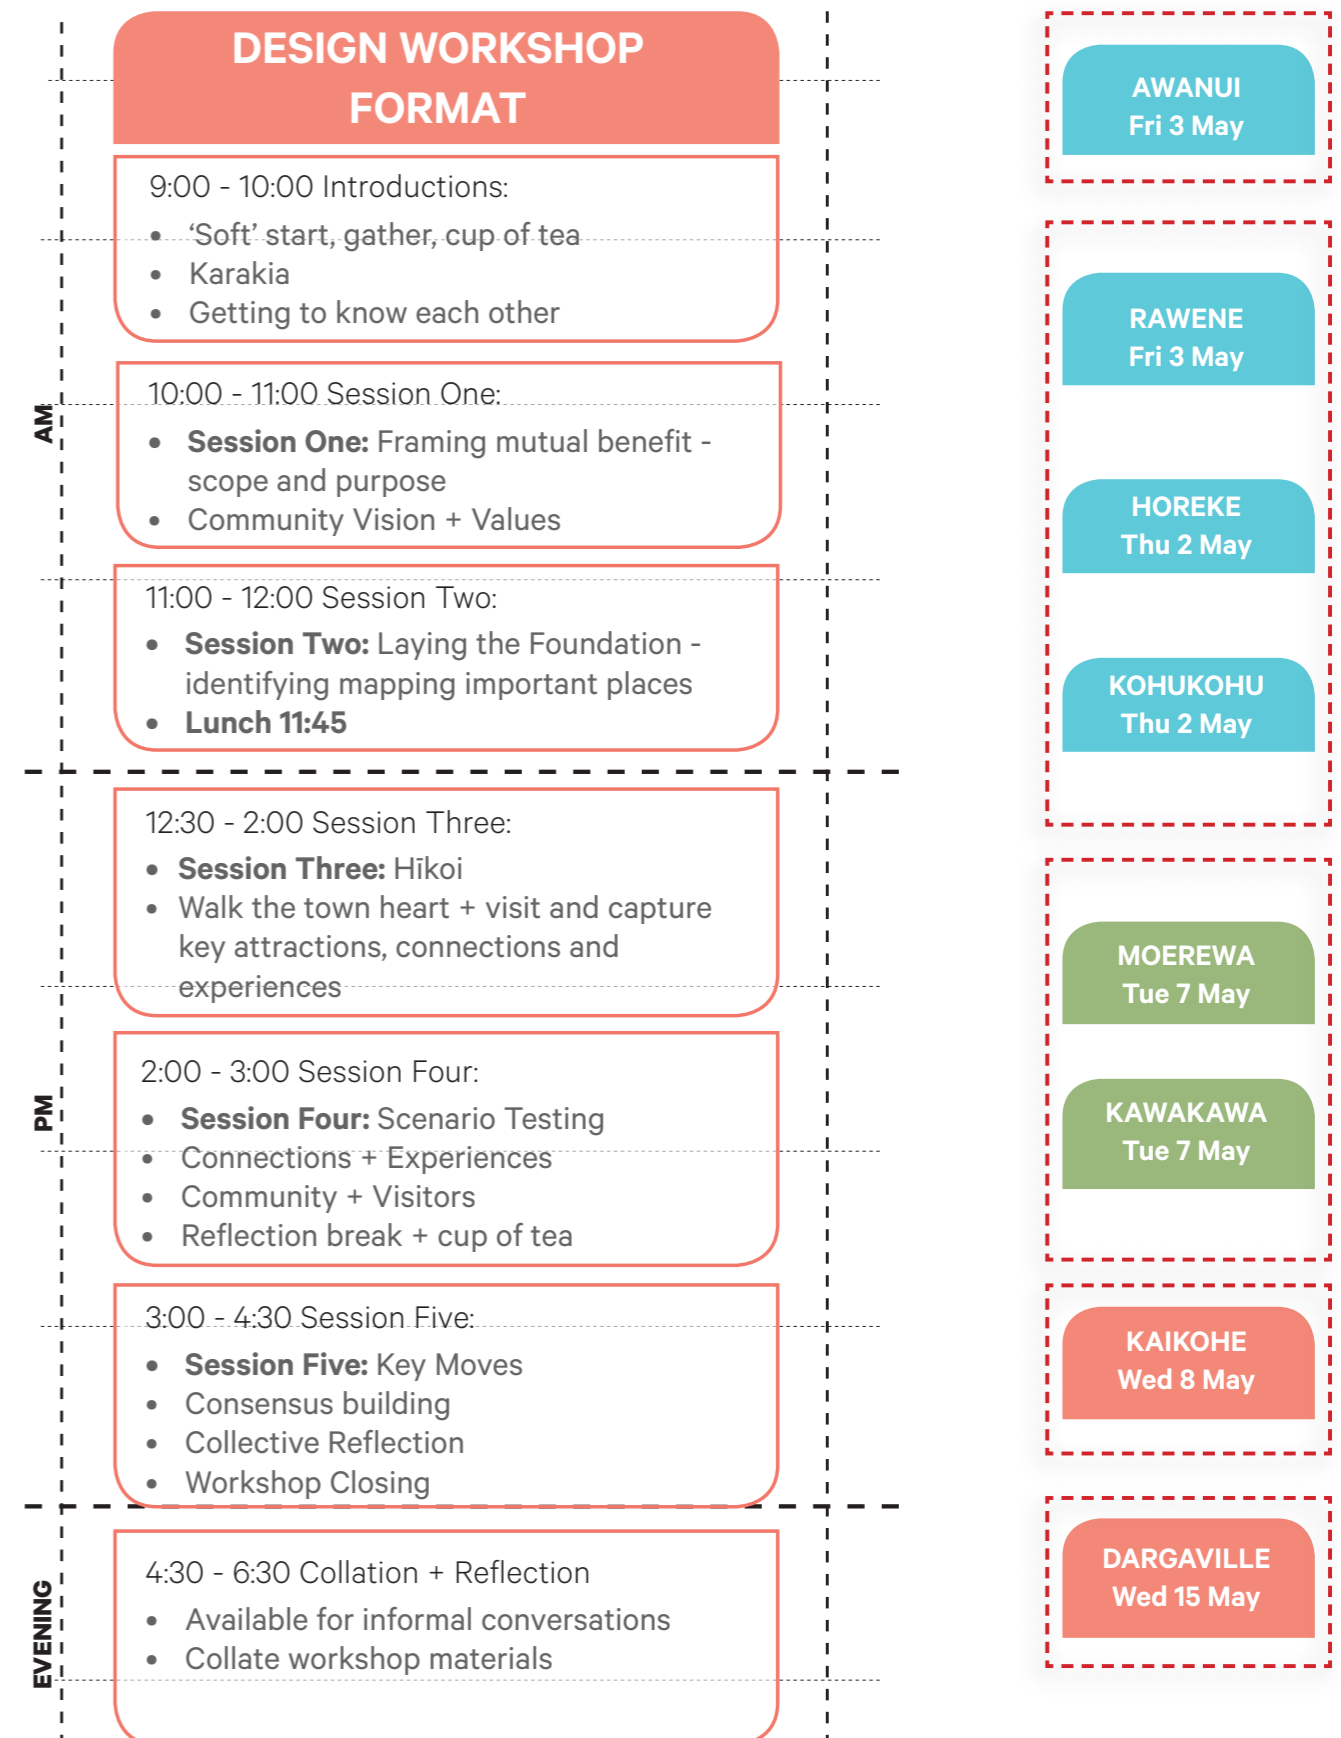 DESIGN WORKSHOP
FORMAT
AM
9:00 - 10:00 Introductions:
• ‘Soft’ start, gather, cup of tea
• Karakia
• Getting to know each other
10:00 - 11:00 Session One:
• Session One: Framing mutual benefit -
scope and purpose
• Community Vision + Values
11:00 - 12:00 Session Two:
• Session Two: Laying the Foundation -
identifying mapping important places
• Lunch 11:45
PM
12:30 - 2:00 Session Three:
• Session Three: Hīkoi
• Walk the town heart + visit and capture
key attractions, connections and
experiences
2:00 - 3:00 Session Four:
• Session Four: Scenario Testing
• Connections + Experiences
• Community + Visitors
• Reflection break + cup of tea
3:00 - 4:30 Session Five:
• Session Five: Key Moves
• Consensus building
• Collective Reflection
• Workshop Closing
EVENING
4:30 - 6:30 Collation + Reflection
• Available for informal conversations
• Collate workshop materials
AWANUI
Fri 3 May
RAWENE
Fri 3 May
HOREKE
Thu 2 May
KOHUKOHU
Thu 2 May
MOEREWA
Tue 7 May
KAWAKAWA
Tue 7 May
KAIKOHE
Wed 8 May
DARGAVILLE
Wed 15 May